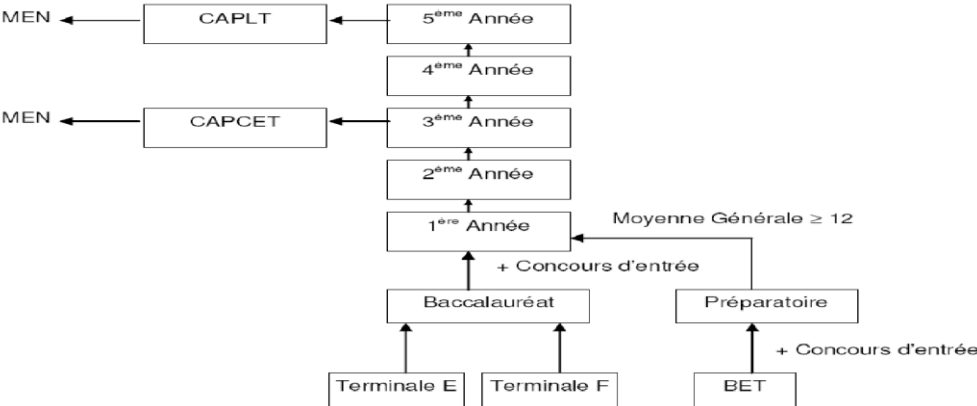 MEN CAPLT 5ème Année
4ème Année
MEN CAPCET 3ème Année
2ème Année
1ère Année
Moyenne Générale ≥ 12
+ Concours d'entrée
Baccalauréat Préparatoire
+ Concours d'entrée
Terminale E Terminale F BET